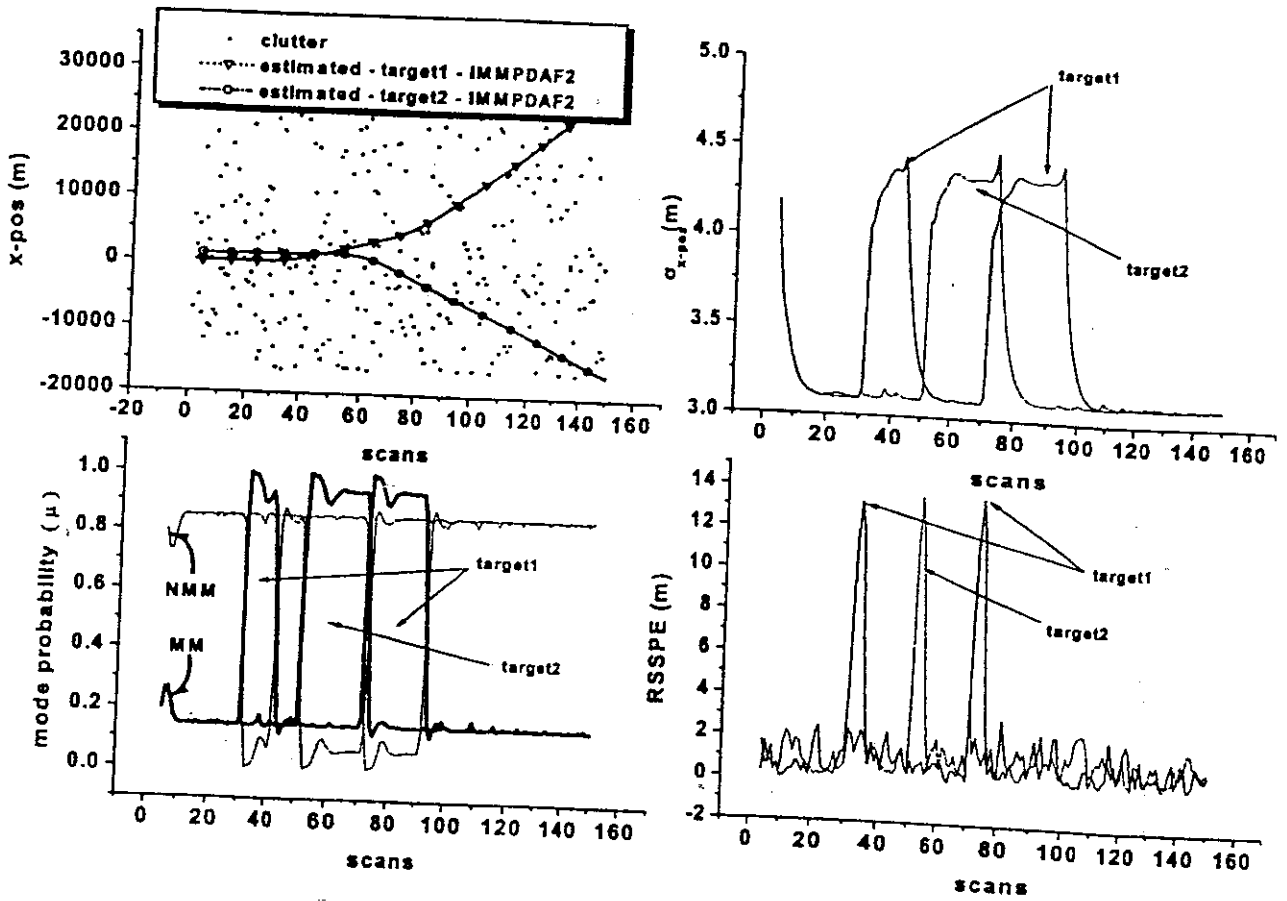 clutter
estimated - target1 - IMMPDAF2
estimated - target2 - IMMPDAF2
30000
20000
10000
0
-10000
-20000
x-pos (m)
-20 0 20 40 60 80 100 120 140 160
scans
5.0
4.5
4.0
3.5
3.0
σx-pos(m)
target1
target2
0 20 40 60 80 100 120 140 160
scans
1.0
0.8
0.6
0.4
0.2
0.0
mode probability (μ)
NMM
MM
target1
target2
0 20 40 60 80 100 120 140 160
scans
14
12
10
8
6
4
2
0
-2
RSSPE (m)
target1
target2
0 20 40 60 80 100 120 140 160
scans